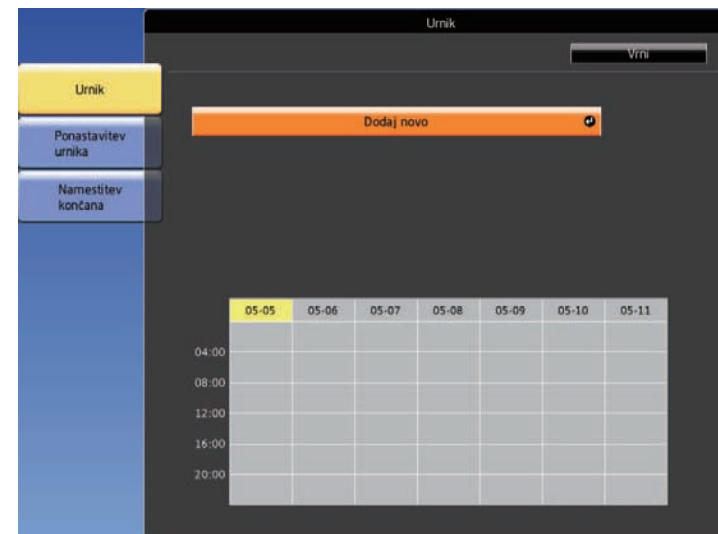 Urnik
Vrni
Urnik
Dodaj novo
Ponastavitev
urnika
Namestitev
končana
05-05 05-06 05-07 05-08 05-09 05-10 05-11
04:00
08:00
12:00
16:00
20:00